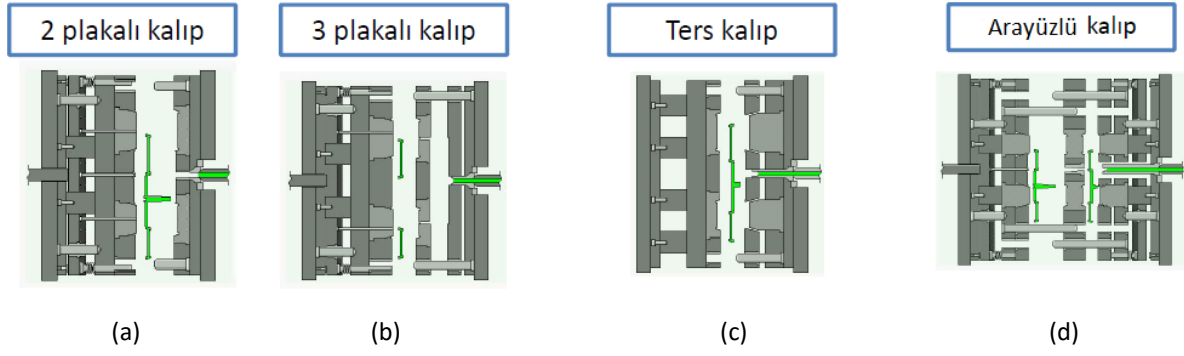 2 plakalı kalıp
3 plakalı kalıp
Ters kalıp
Arayüzlü kalıp
(a)
(b)
(c)
(d)